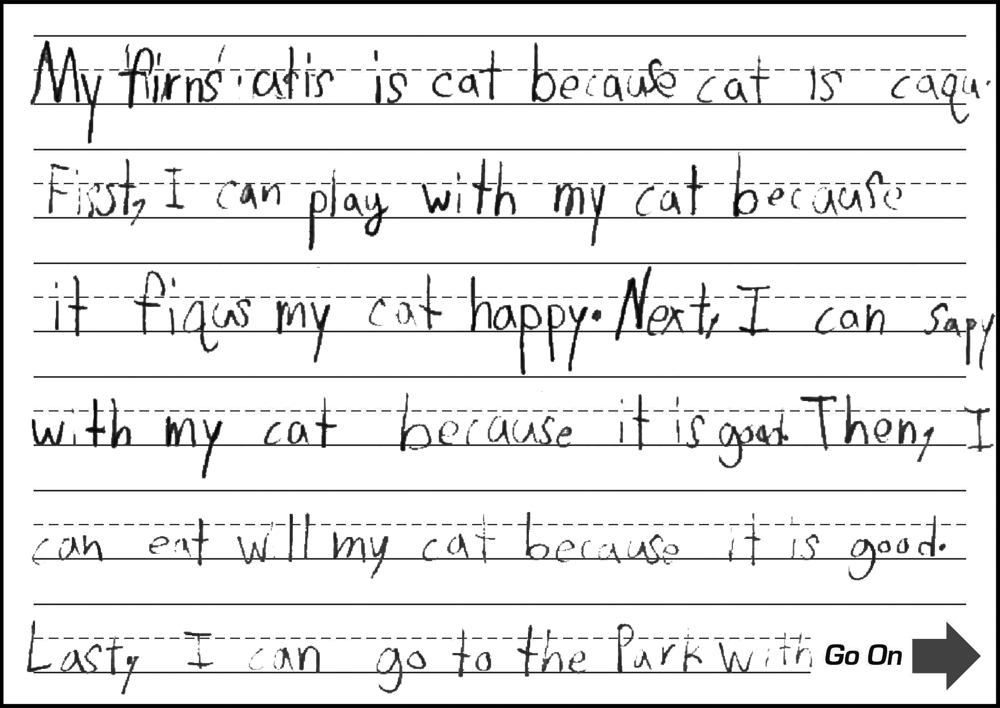 My firns atis is cat because cat is caqu.
First, I can play with my cat because
it fiqus my cat happy. Next, I can sapy
with my cat because it is good. Then, I
can eat will my cat because it is good.
Last, I can go to the Park with
Go On